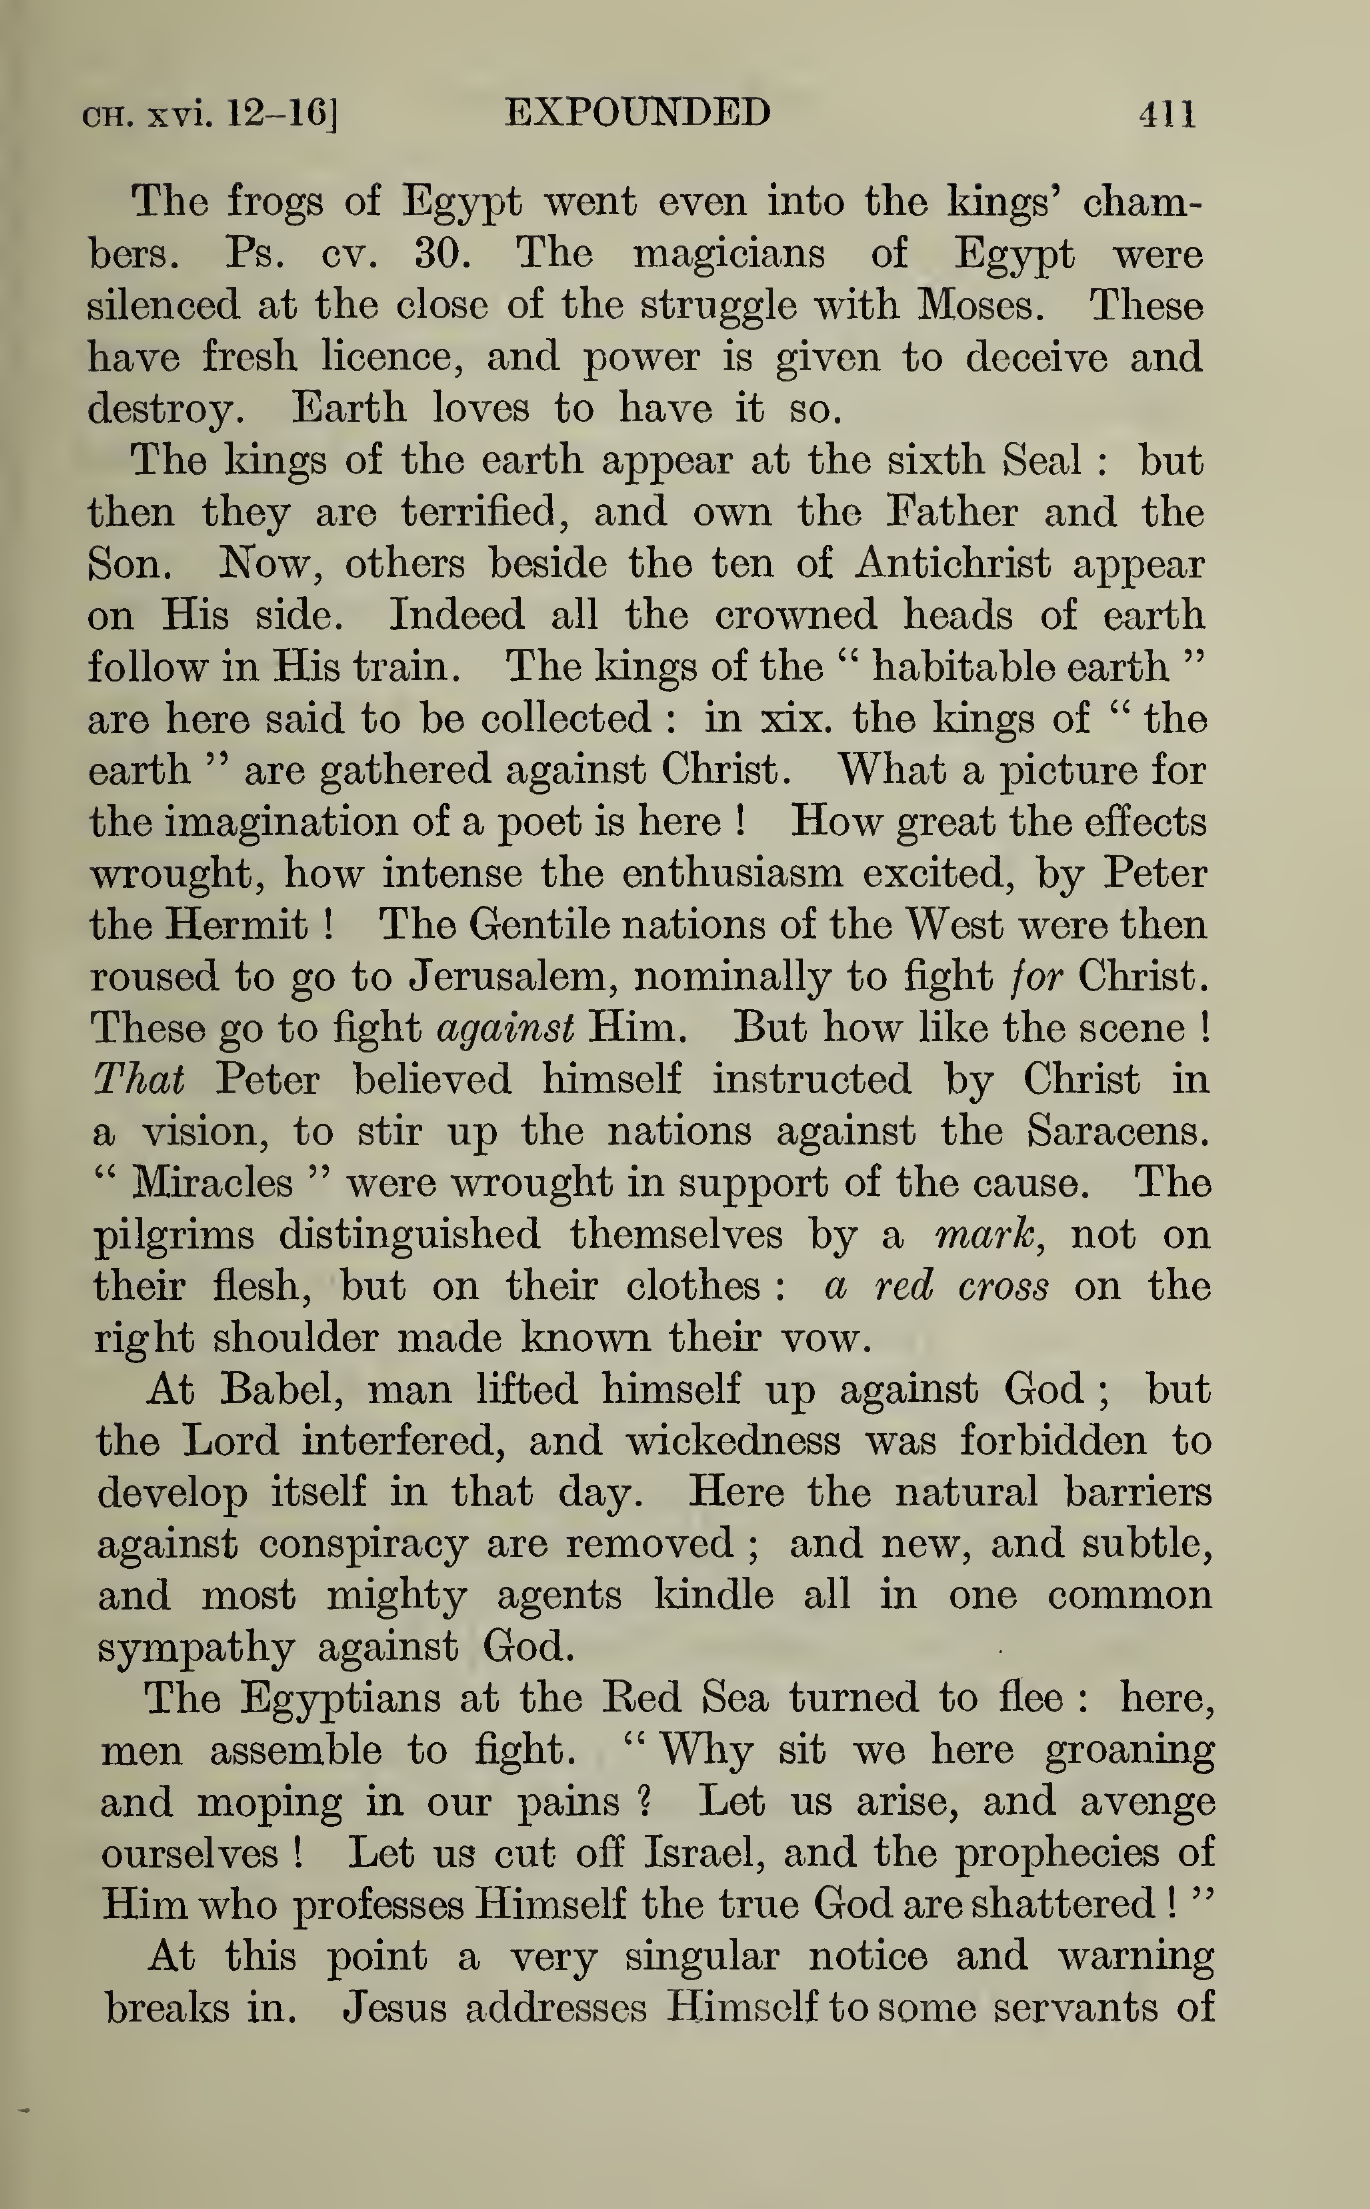 CH. xvi. 12–16] EXPOUNDED 411
The frogs of Egypt went even into the kings’ cham-
bers. Ps. cv. 30. The magicians of Egypt were
silenced at the close of the struggle with Moses. These
have fresh licence, and power is given to deceive and
destroy. Earth loves to have it so.
The kings of the earth appear at the sixth Seal : but
then they are terrified, and own the Father and the
Son. Now, others beside the ten of Antichrist appear
on His side. Indeed all the crowned heads of earth
follow in His train. The kings of the “ habitable earth ”
are here said to be collected : in xix. the kings of “ the
earth ” are gathered against Christ. What a picture for
the imagination of a poet is here ! How great the effects
wrought, how intense the enthusiasm excited, by Peter
the Hermit ! The Gentile nations of the West were then
roused to go to Jerusalem, nominally to fight for Christ.
These go to fight against Him. But how like the scene !
That Peter believed himself instructed by Christ in
a vision, to stir up the nations against the Saracens.
“ Miracles ” were wrought in support of the cause. The
pilgrims distinguished themselves by a mark, not on
their flesh, but on their clothes : a red cross on the
right shoulder made known their vow.
At Babel, man lifted himself up against God ; but
the Lord interfered, and wickedness was forbidden to
develop itself in that day. Here the natural barriers
against conspiracy are removed ; and new, and subtle,
and most mighty agents kindle all in one common
sympathy against God.
The Egyptians at the Red Sea turned to flee : here,
men assemble to fight. “ Why sit we here groaning
and moping in our pains ? Let us arise, and avenge
ourselves ! Let us cut off Israel, and the prophecies of
Him who professes Himself the true God are shattered ! ”
At this point a very singular notice and warning
breaks in. Jesus addresses Himself to some servants of